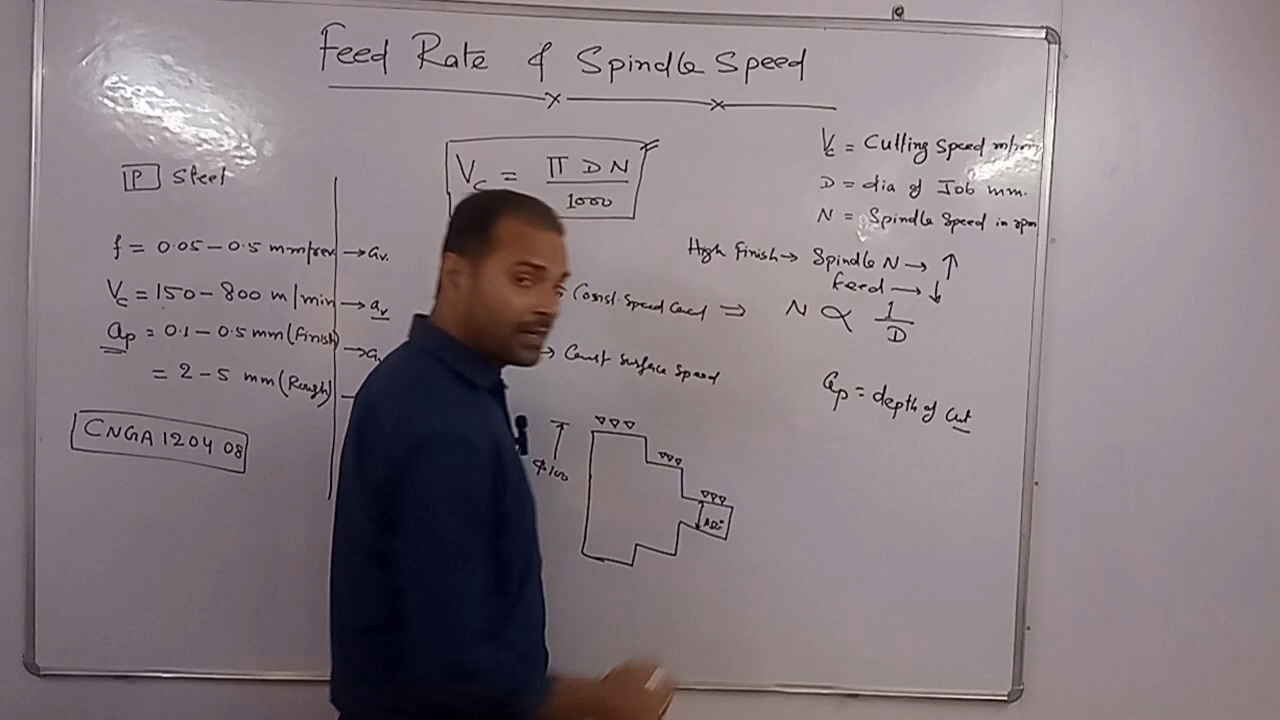 Feed Rate & Spindle Speed
P Steel
f = 0.05 – 0.5 mm/rev → av.
Vc = 150 – 800 m/min → av
ap = 0.1 – 0.5 mm (Finish) →
= 2 – 5 mm (Rough)
CNGA 1204 08
Vc = Π D N / 1000
Vc = Cutting Speed m/min
D = dia of Job mm.
N = Spindle Speed in rpm
High Finish → Spindle N → ↑
feed → ↓
Const. Speed ⇒ N ∝ 1/D
→ Const Surface Speed
ap = depth of cut
ϕ100